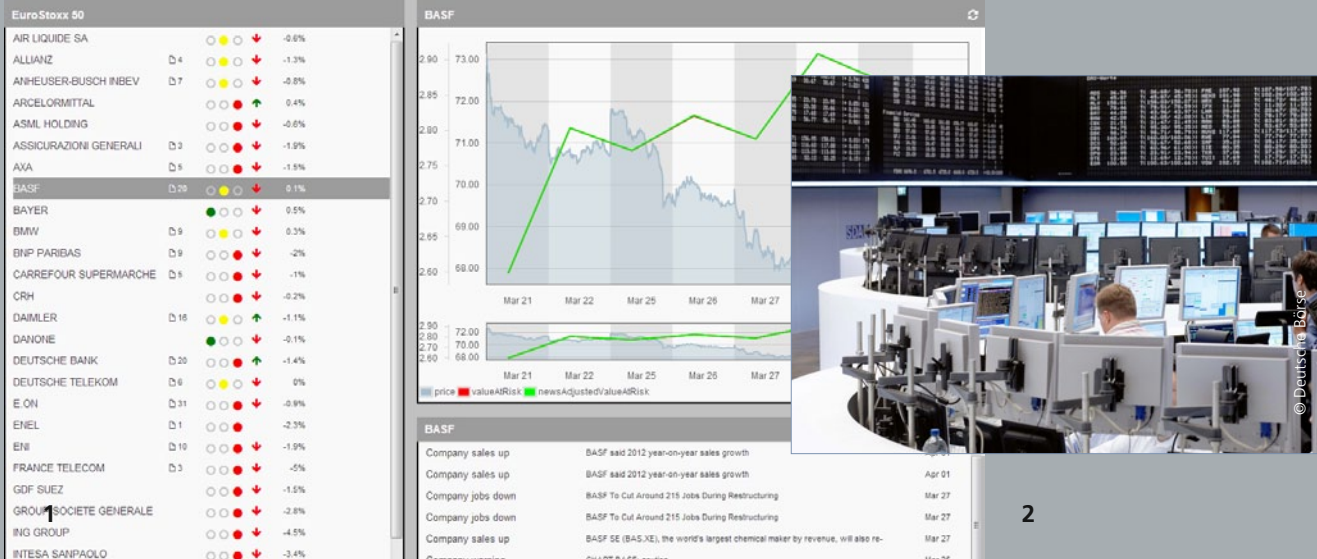 EuroStoxx 50
AIR LIQUIDE SA -0.6%
ALLIANZ 4 -1.3%
ANHEUSER-BUSCH INBEV 7 -0.8%
ARCELORMITTAL 0.4%
ASML HOLDING -0.6%
ASSICURAZIONI GENERALI 3 -1.9%
AXA 5 -1.5%
BASF 20 0.1%
BAYER 0.5%
BMW 9 0.3%
BNP PARIBAS 9 -2%
CARREFOUR SUPERMARCHE 5 -1%
CRH -0.2%
DAIMLER 16 -1.1%
DANONE -0.1%
DEUTSCHE BANK 20 -1.4%
DEUTSCHE TELEKOM 6 0%
E.ON 31 -0.9%
ENEL 1 -2.3%
ENI 10 -1.9%
FRANCE TELECOM 3 -5%
GDF SUEZ -1.5%
GROUP SOCIETE GENERALE -2.8%
1
ING GROUP -4.5%
INTESA SANPAOLO -3.4%
BASF
2.90 73.00
2.85
72.00
2.80 71.00
2.75
70.00
2.70
69.00
2.65
2.60 68.00
Mar 21 Mar 22 Mar 25 Mar 26 Mar 27
2.90
2.80 72.00
2.70 70.00
2.60 68.00
Mar 21 Mar 22 Mar 25 Mar 26 Mar 27
price valueAtRisk newsAdjustedValueAtRisk
BASF
Company sales up BASF said 2012 year-on-year sales growth
Company sales up BASF said 2012 year-on-year sales growth Apr 01
Company jobs down BASF To Cut Around 215 Jobs During Restructuring Mar 27
Company jobs down BASF To Cut Around 215 Jobs During Restructuring Mar 27
Company sales up BASF SE (BAS.XE), the world's largest chemical maker by revenue, will also re- Mar 27
SDAX
© Deutsche Börse
2